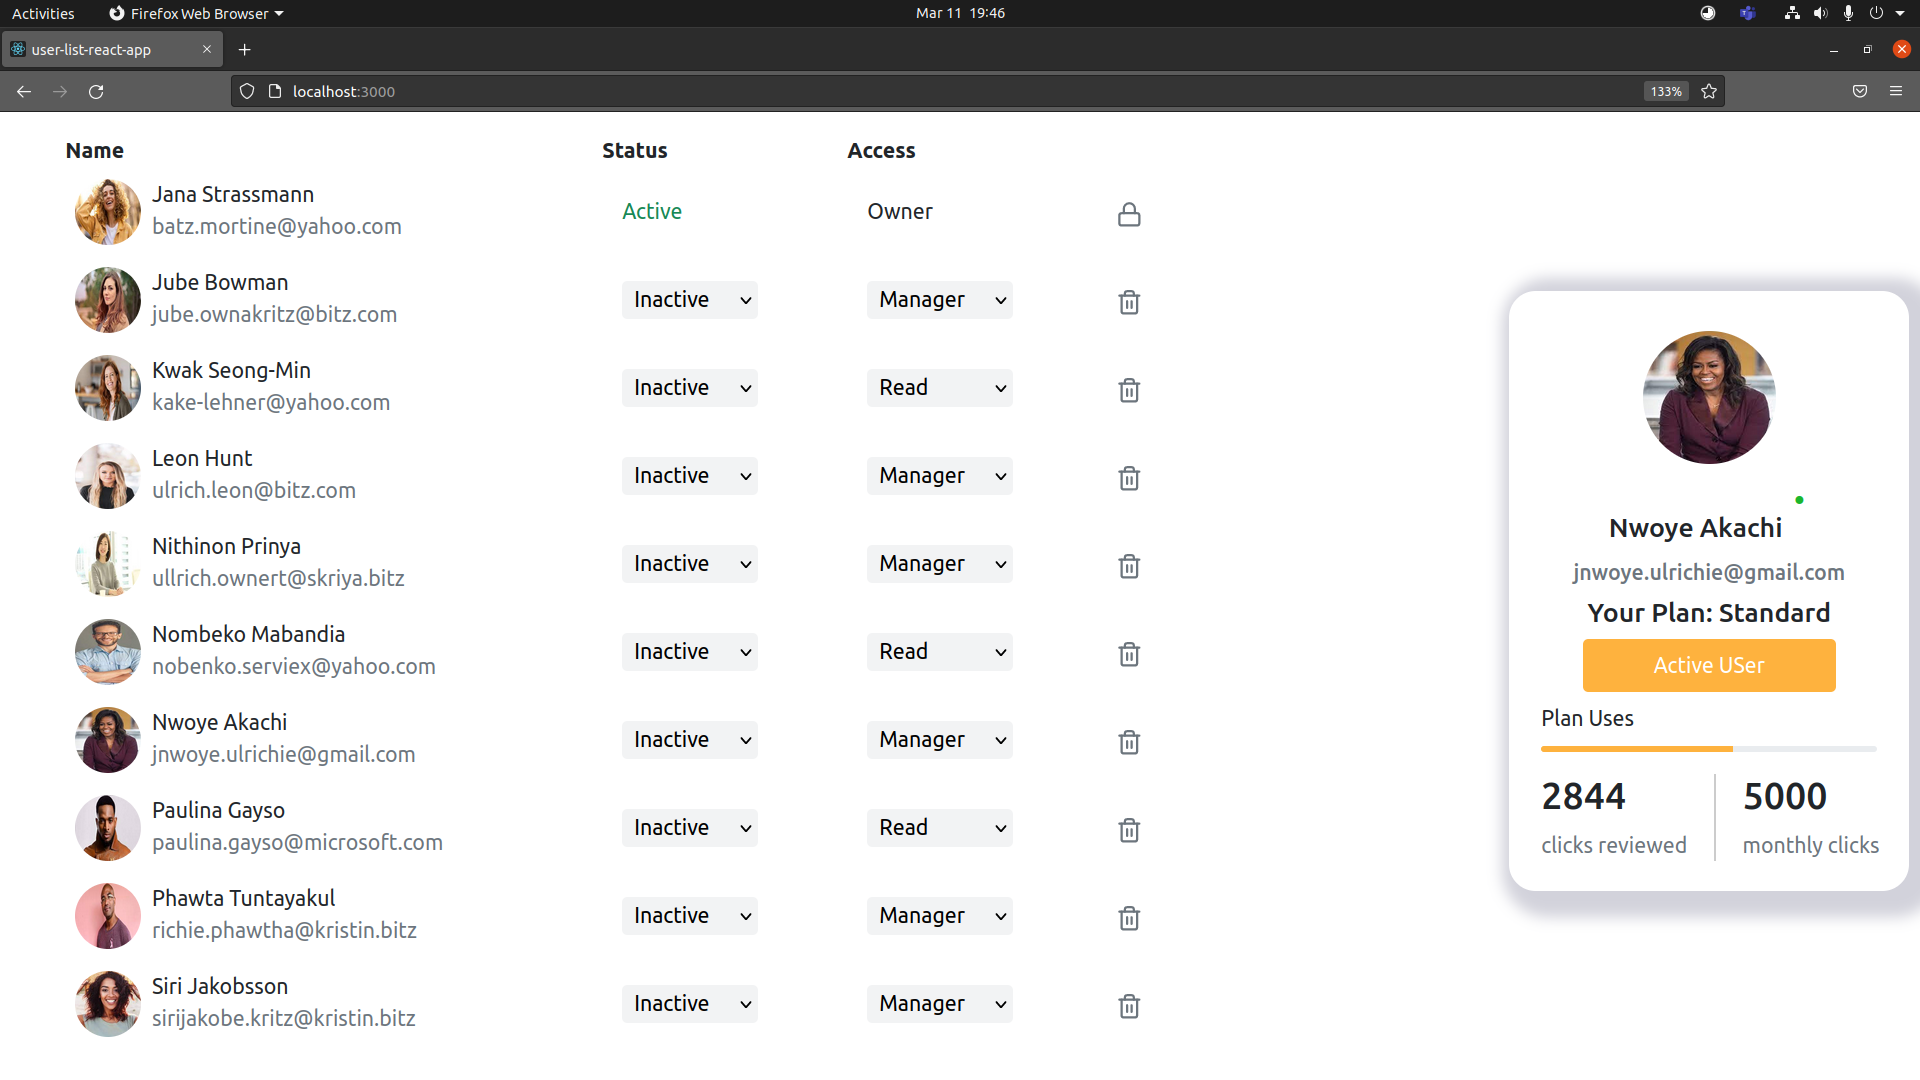 Activities
Firefox Web Browser
Mar 11 19:46
user-list-react-app
localhost:3000
133%
Name Status Access
Jana Strassmann
batz.mortine@yahoo.com
Active
Owner
Jube Bowman
jube.ownakritz@bitz.com
Inactive
Manager
Kwak Seong-Min
kake-lehner@yahoo.com
Inactive
Read
Leon Hunt
ulrich.leon@bitz.com
Inactive
Manager
Nithinon Prinya
ullrich.ownert@skriya.bitz
Inactive
Manager
Nombeko Mabandia
nobenko.serviex@yahoo.com
Inactive
Read
Nwoye Akachi
jnwoye.ulrichie@gmail.com
Inactive
Manager
Paulina Gayso
paulina.gayso@microsoft.com
Inactive
Read
Phawta Tuntayakul
richie.phawtha@kristin.bitz
Inactive
Manager
Siri Jakobsson
sirijakobe.kritz@kristin.bitz
Inactive
Manager
Nwoye Akachi
jnwoye.ulrichie@gmail.com
Your Plan: Standard
Active USer
Plan Uses
2844
clicks reviewed
5000
monthly clicks